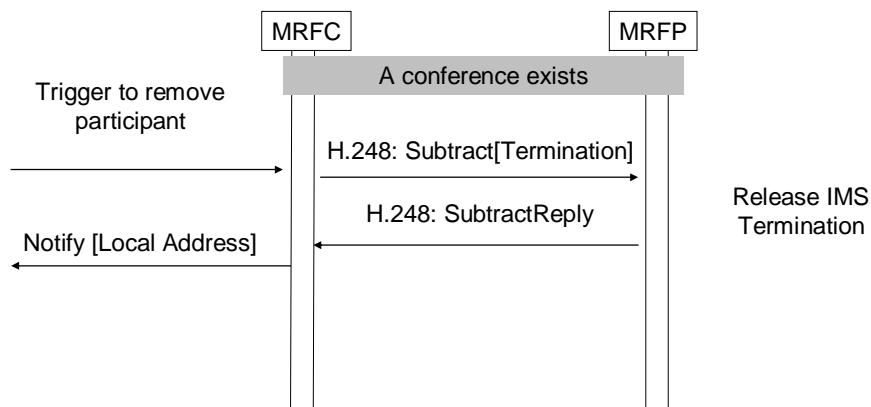 MRFC
MRFP
A conference exists
Trigger to remove
participant
H.248: Subtract[Termination]
H.248: SubtractReply
Release IMS
Termination
Notify [Local Address]